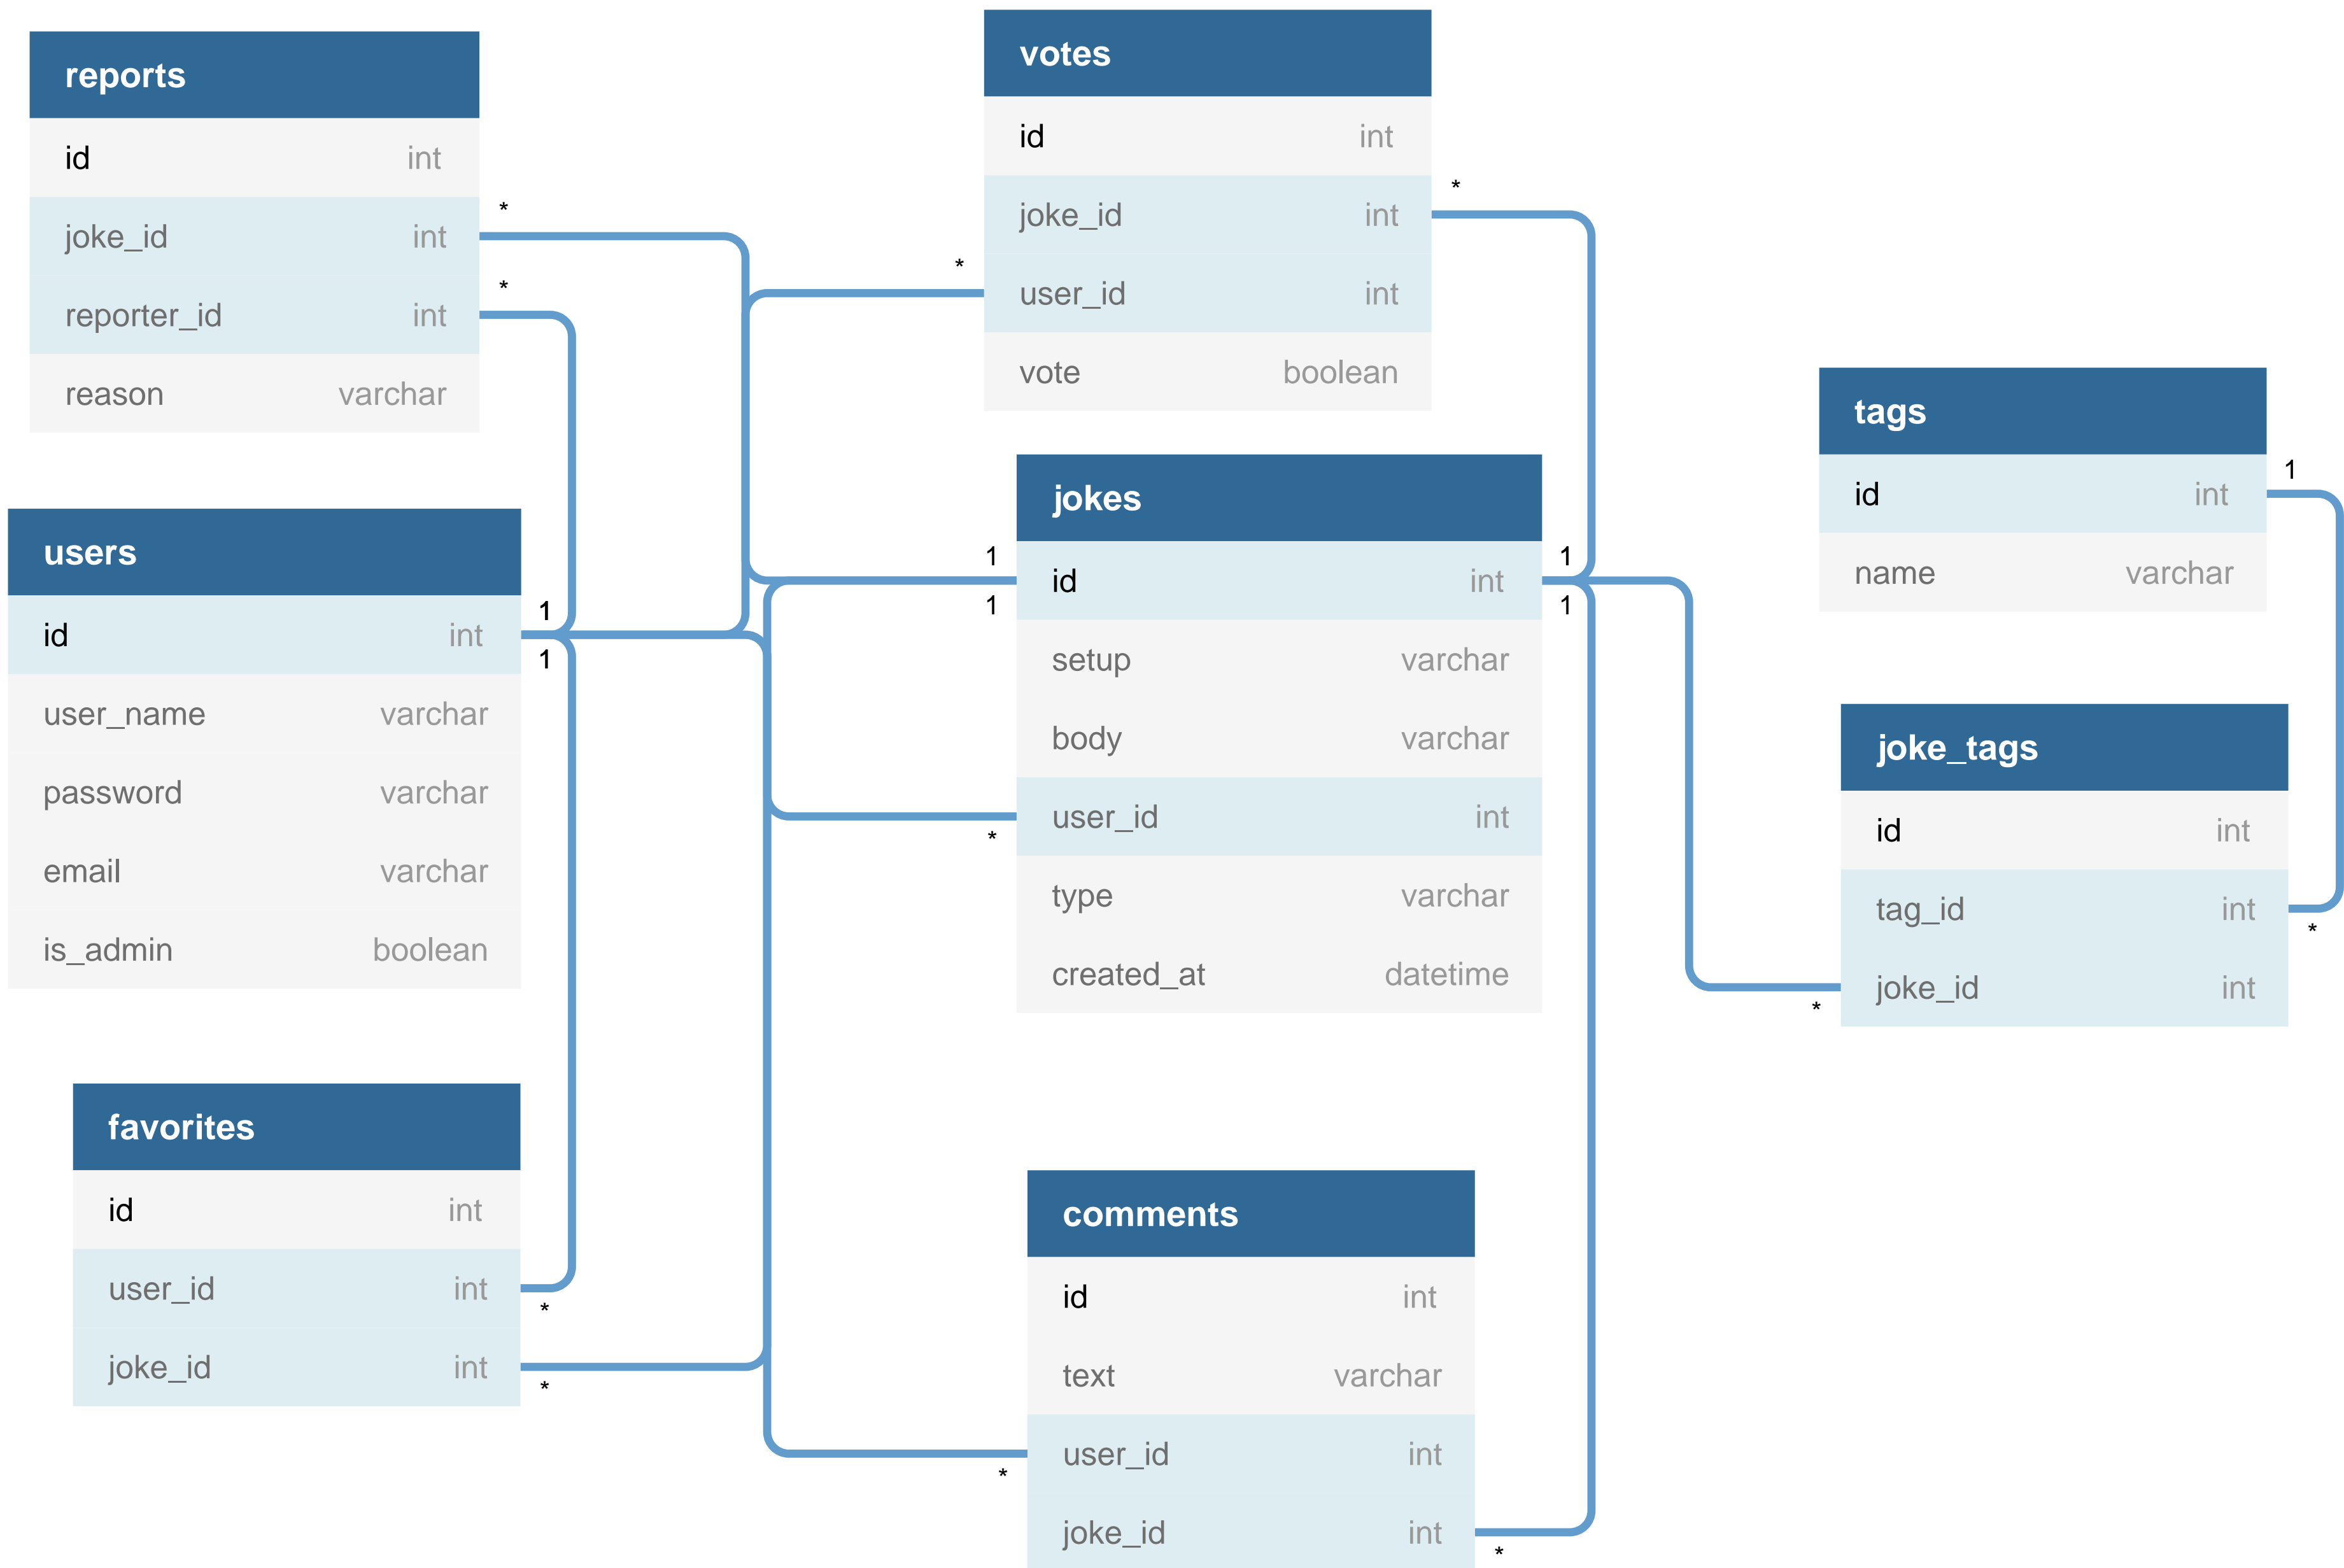 reports
id int
joke_id int
*
reporter_id int
*
reason varchar
users
id int
1
1
user_name varchar
password varchar
email varchar
is_admin boolean
favorites
id int
user_id int
*
joke_id int
*
votes
id int
joke_id int
*
user_id int
*
vote boolean
jokes
1
1
id int
1
1
setup varchar
body varchar
user_id int
*
type varchar
created_at datetime
comments
id int
text varchar
user_id int
*
joke_id int
*
tags
id int
1
name varchar
joke_tags
id int
tag_id int
*
joke_id int
*